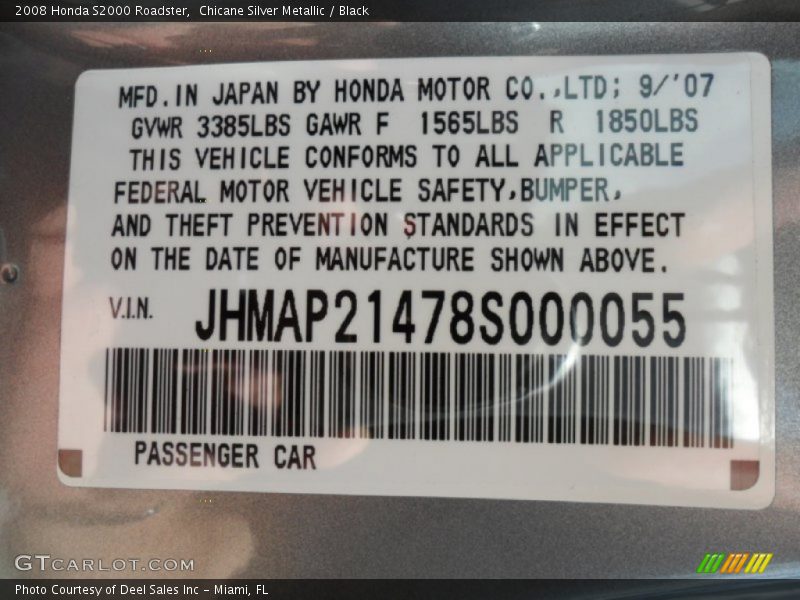 2008 Honda S2000 Roadster,  Chicane Silver Metallic / Black
MFD. IN JAPAN BY HONDA MOTOR CO.,LTD; 9/'07
GVWR 3385LBS GAWR F 1565LBS R 1850LBS
THIS VEHICLE CONFORMS TO ALL APPLICABLE
FEDERAL MOTOR VEHICLE SAFETY,BUMPER,
AND THEFT PREVENTION STANDARDS IN EFFECT
ON THE DATE OF MANUFACTURE SHOWN ABOVE.
V.I.N. JHMAP21478S000055
PASSENGER CAR
GTCARLOT.COM
Photo Courtesy of Deel Sales Inc - Miami, FL